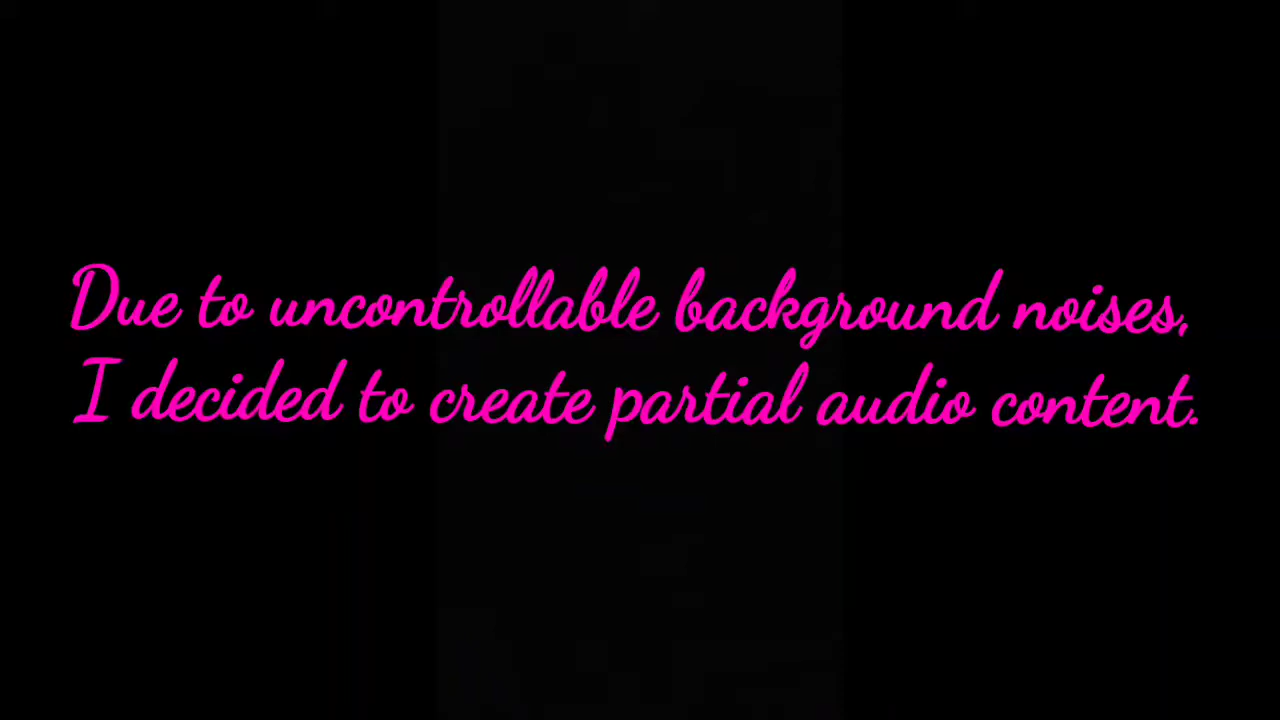 Due to uncontrollable background noises,
I decided to create partial audio content.